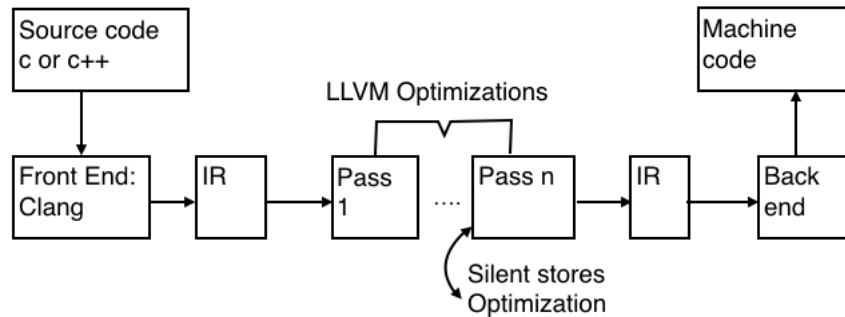 Source code
c or c++
Machine
code
LLVM Optimizations
Front End:
Clang
IR
Pass
1
....
Pass n
IR
Back
end
Silent stores
Optimization